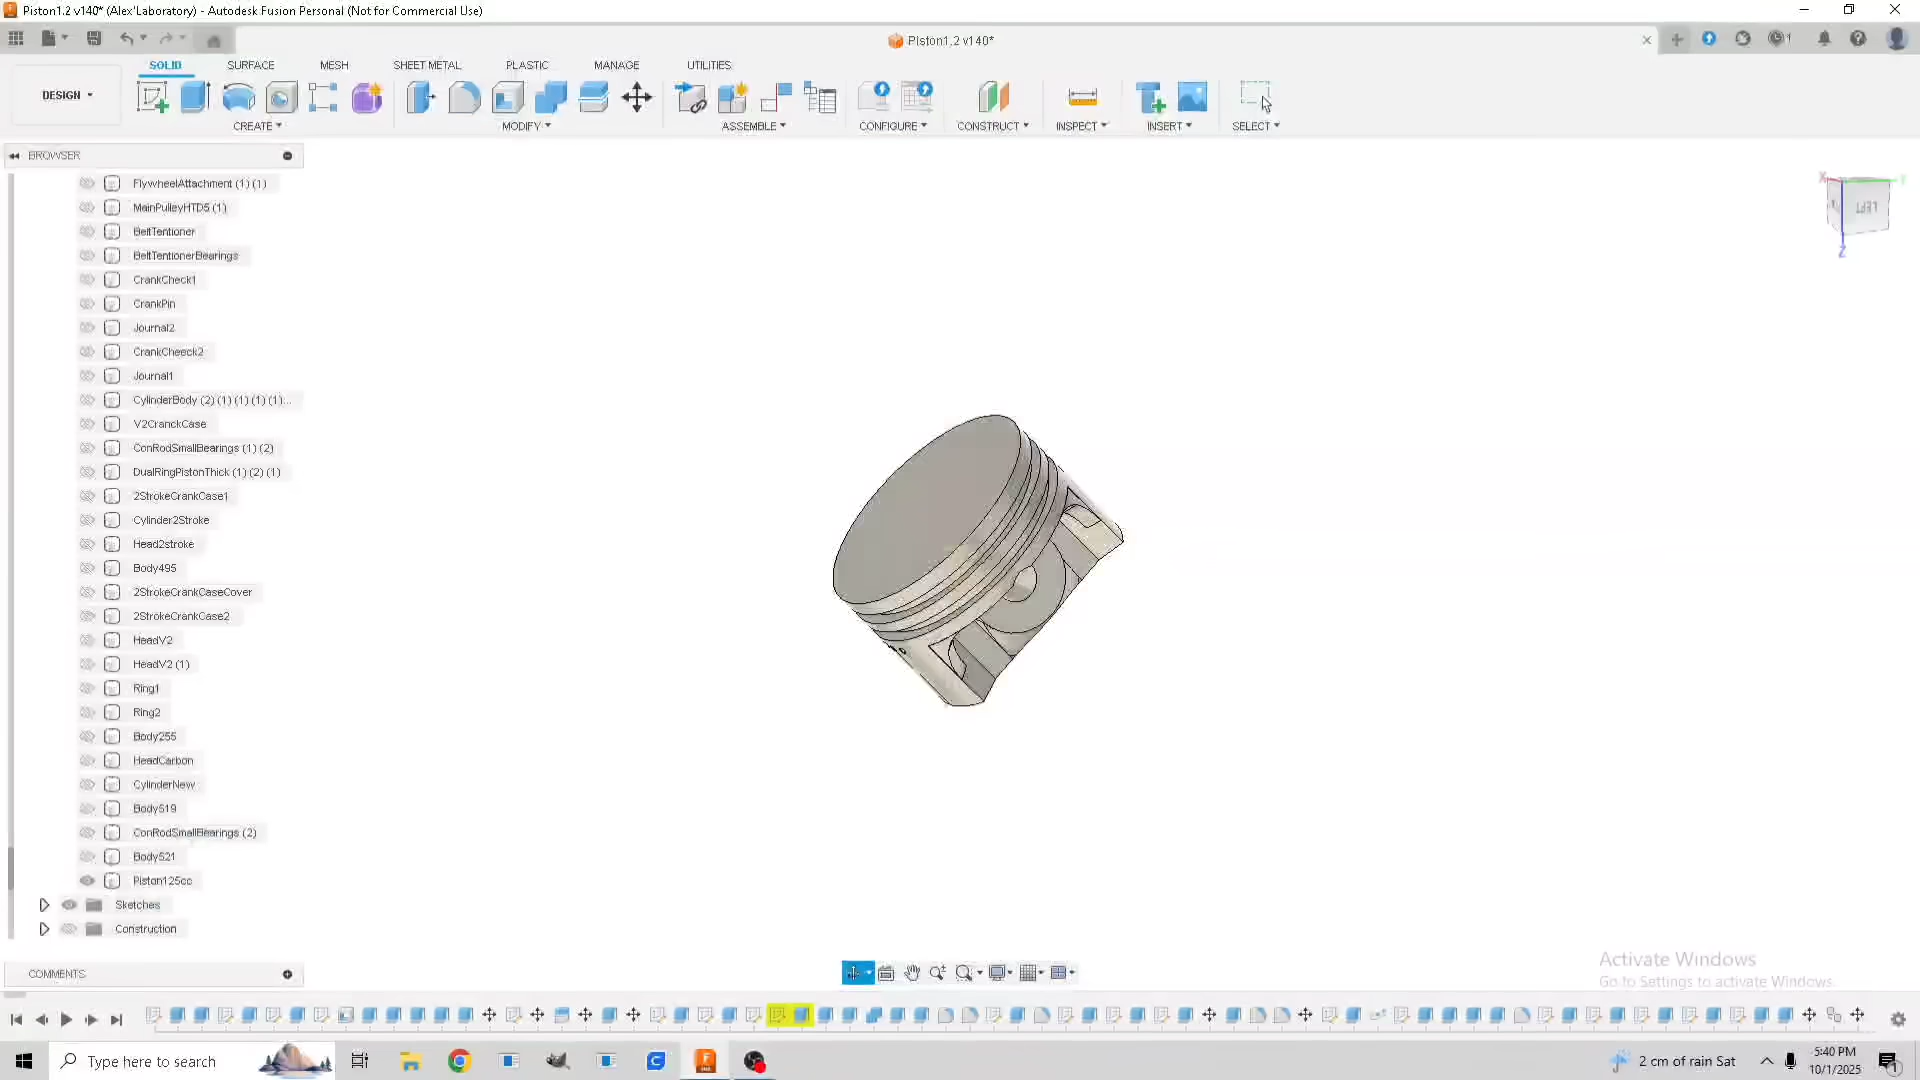 Piston1.2 v140* (Alex'Laboratory) - Autodesk Fusion Personal (Not for Commercial Use)
Piston1.2 v140*
1
SOLID SURFACE MESH SHEET METAL PLASTIC MANAGE UTILITIES
DESIGN
CREATE MODIFY ASSEMBLE CONFIGURE CONSTRUCT INSPECT INSERT SELECT
BROWSER
FlywheelAttachment (1) (1)
MainPulleyHTD5 (1)
BeltTentioner
BeltTentionerBearings
CrankCheck1
CrankPin
Journal2
CrankCheeck2
Journal1
CylinderBody (2) (1) (1) (1) (1)...
V2CranckCase
ConRodSmallBearings (1) (2)
DualRingPistonThick (1) (2) (1)
2StrokeCrankCase1
Cylinder2Stroke
Head2stroke
Body495
2StrokeCrankCaseCover
2StrokeCrankCase2
HeadV2
HeadV2 (1)
Ring1
Ring2
Body255
HeadCarbon
CylinderNew
Body519
ConRodSmallBearings (2)
Body521
Piston125cc
Sketches
Construction
X
Y
LEFT
Z
COMMENTS
Activate Windows
Go to Settings to activate Windows.
Type here to search
2 cm of rain Sat
5:40 PM
10/1/2025
1